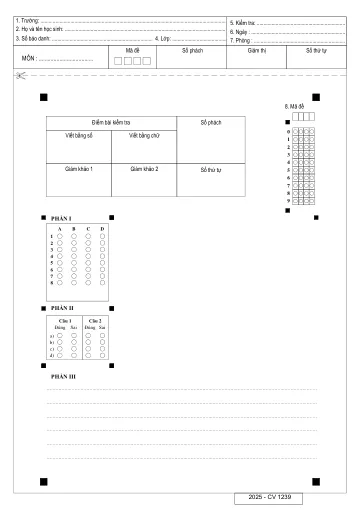 1. Trường: ......................................................................
2. Họ và tên học sinh: ......................................................................
3. Số báo danh: ...................................................... 4. Lớp: ..................
5. Kiểm tra: ..............................
6. Ngày : ..............................
7. Phòng : ..............................
MÔN : ..............................
Mã đề
Số phách
Giám thị
Số thứ tự
8. Mã đề
Điểm bài kiểm tra
Số phách
Viết bằng số
Viết bằng chữ
Giám khảo 1
Giám khảo 2
Số thứ tự
0
1
2
3
4
5
6
7
8
9
PHẦN I
A B C D
1
2
3
4
5
6
7
8
PHẦN II
Câu 1 Câu 2
Đúng Sai Đúng Sai
a)
b)
c)
d)
PHẦN III
2025 - CV 1239